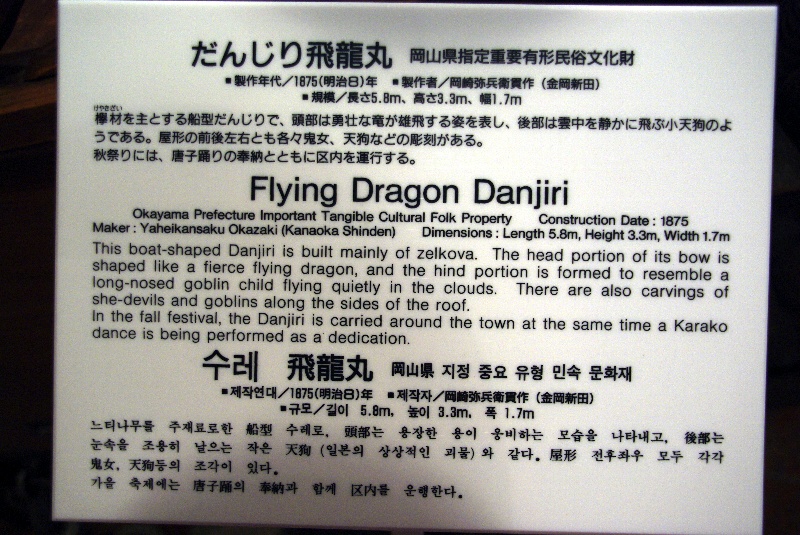 だんじり飛龍丸 岡山県指定重要有形民俗文化財
▪製作年代／1875(明治8)年 ▪製作者／岡崎弥兵衛貫作（金岡新田）
▪規模／長さ5.8m、高さ3.3m、幅1.7m
けやきざい
欅材を主とする船型だんじりで、頭部は勇壮な竜が雄飛する姿を表し、後部は雲中を静かに飛ぶ小天狗のよ
うである。屋形の前後左右とも各々鬼女、天狗などの彫刻がある。
秋祭りには、唐子踊りの奉納とともに区内を運行する。
Flying Dragon Danjiri
Okayama Prefecture Important Tangible Cultural Folk Property Construction Date : 1875
Maker : Yaheikansaku Okazaki (Kanaoka Shinden) Dimensions : Length 5.8m, Height 3.3m, Width 1.7m
This boat-shaped Danjiri is built mainly of zelkova. The head portion of its bow is
shaped like a fierce flying dragon, and the hind portion is formed to resemble a
long-nosed goblin child flying quietly in the clouds. There are also carvings of
she-devils and goblins along the sides of the roof.
In the fall festival, the Danjiri is carried around the town at the same time a Karako
dance is being performed as a dedication.
수레 飛龍丸 岡山県 지정 중요 유형 민속 문화재
▪제작연대／1875(明治8)年 ▪제작자／岡崎弥兵衛貫作（金岡新田）
▪규모／길이 5.8m, 높이 3.3m, 폭 1.7m
느티나무를 주재료로한 船型 수레로, 頭部는 용장한 용이 웅비하는 모습을 나타내고, 後部는
눈속을 조용히 날으는 작은 天狗 (일본의 상상적인 괴물) 와 같다. 屋形 전후좌우 모두 각각
鬼女, 天狗등의 조각이 있다.
가을 축제에는 唐子踊의 奉納과 함께 区内를 운행한다.